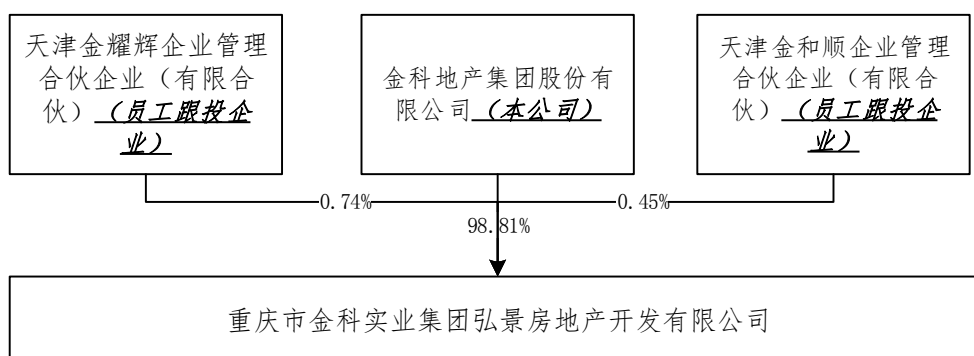 天津金耀辉企业管理
合伙企业（有限合
伙）（员工跟投企
业）
金科地产集团股份有
限公司（本公司）
天津金和顺企业管理
合伙企业（有限合
伙）（员工跟投企
业）
0.74%
0.45%
98.81%
重庆市金科实业集团弘景房地产开发有限公司